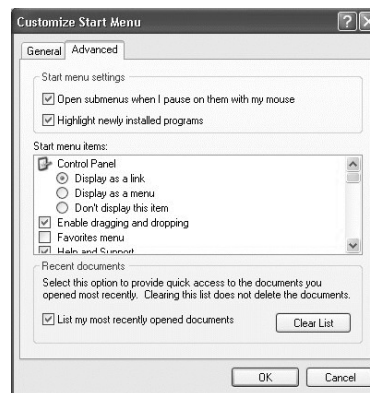 Customize Start Menu
General Advanced
Start menu settings
Open submenus when I pause on them with my mouse
Highlight newly installed programs
Start menu items:
Control Panel
Display as a link
Display as a menu
Don't display this item
Enable dragging and dropping
Favorites menu
Help and Support
Recent documents
Select this option to provide quick access to the documents you
opened most recently. Clearing this list does not delete the documents.
List my most recently opened documents Clear List
OK Cancel